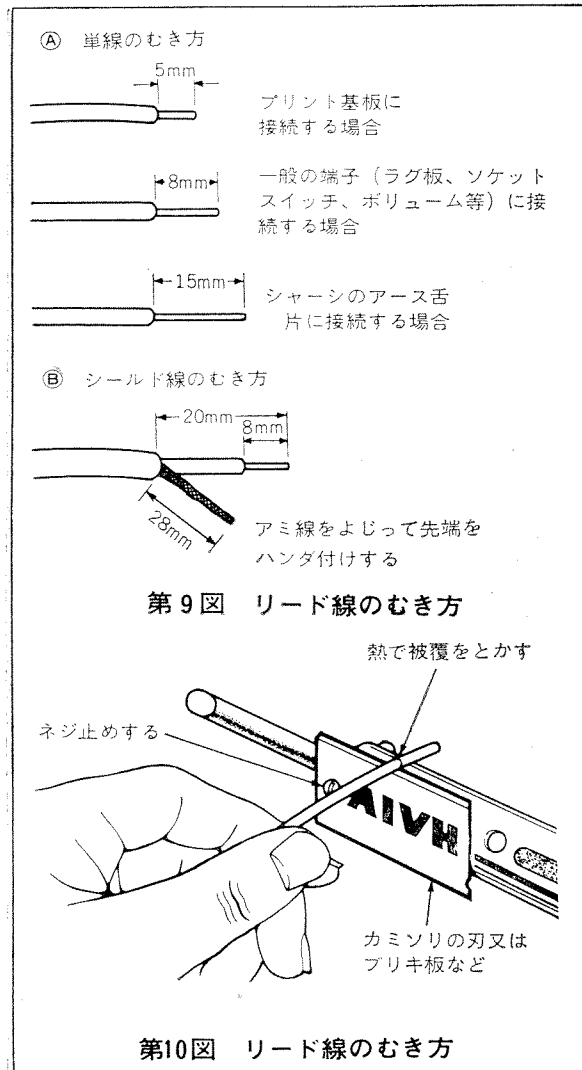 Ⓐ 単線のむき方
5mm
プリント基板に
接続する場合
8mm
一般の端子（ラグ板、ソケット
スイッチ、ボリューム等）に接
続する場合
15mm
シャーシのアース舌
片に接続する場合
Ⓑ シールド線のむき方
20mm
8mm
28mm
アミ線をよじって先端を
ハンダ付けする
第9図 リード線のむき方
熱で被覆をとかす
ネジ止めする
HAIVH
カミソリの刃又は
ブリキ板など
第10図 リード線のむき方